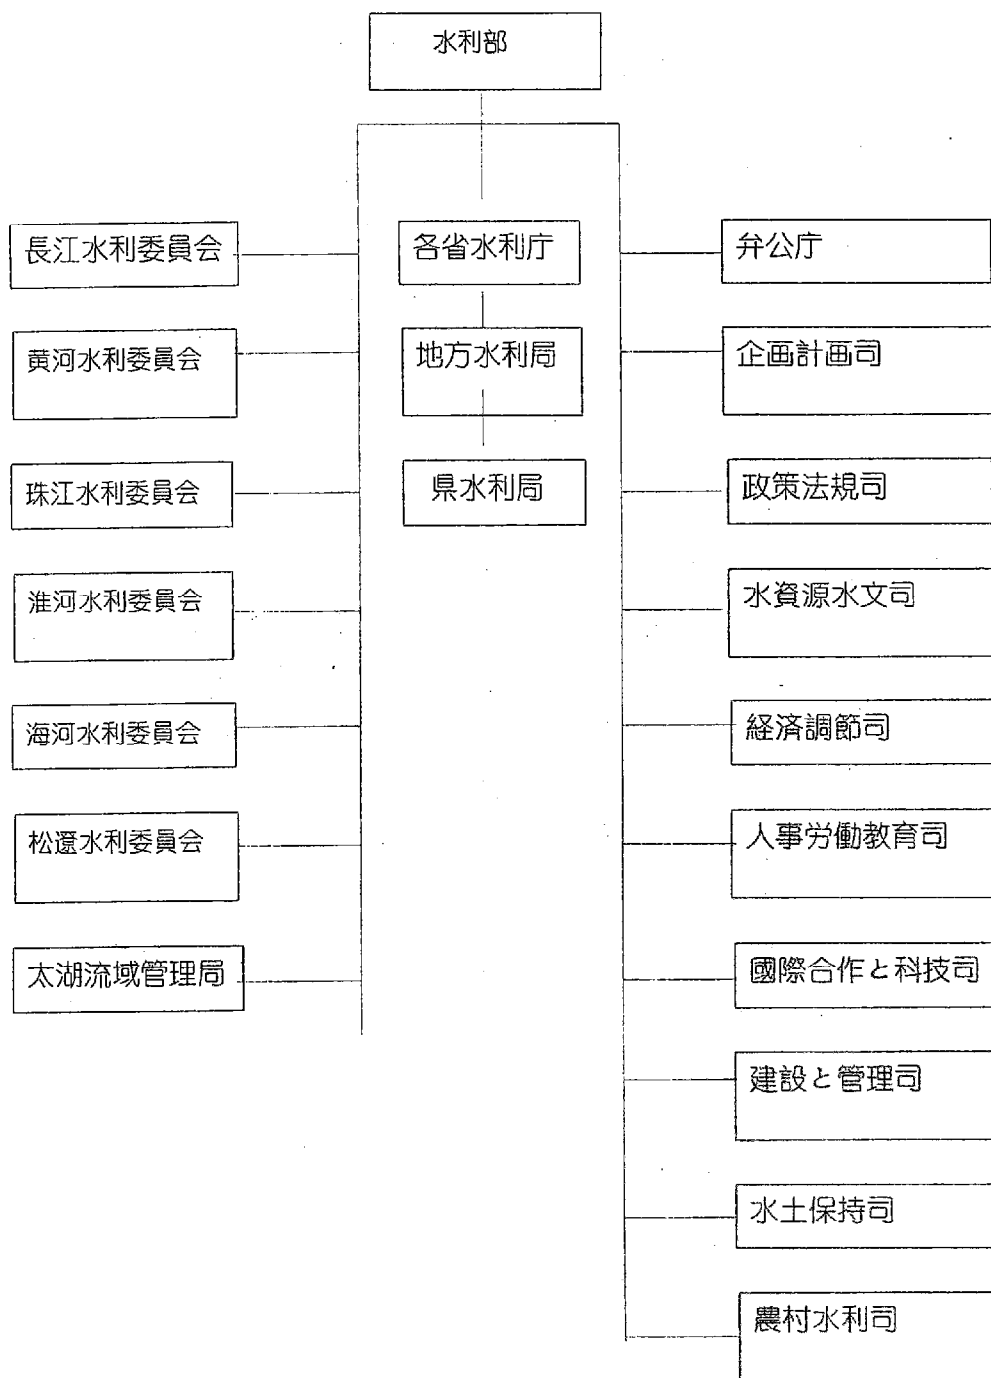 水利部
長江水利委員会
黄河水利委員会
珠江水利委員会
淮河水利委員会
海河水利委員会
松遼水利委員会
太湖流域管理局
各省水利庁
地方水利局
県水利局
弁公庁
企画計画司
政策法規司
水資源水文司
経済調節司
人事労働教育司
國際合作と科技司
建設と管理司
水土保持司
農村水利司